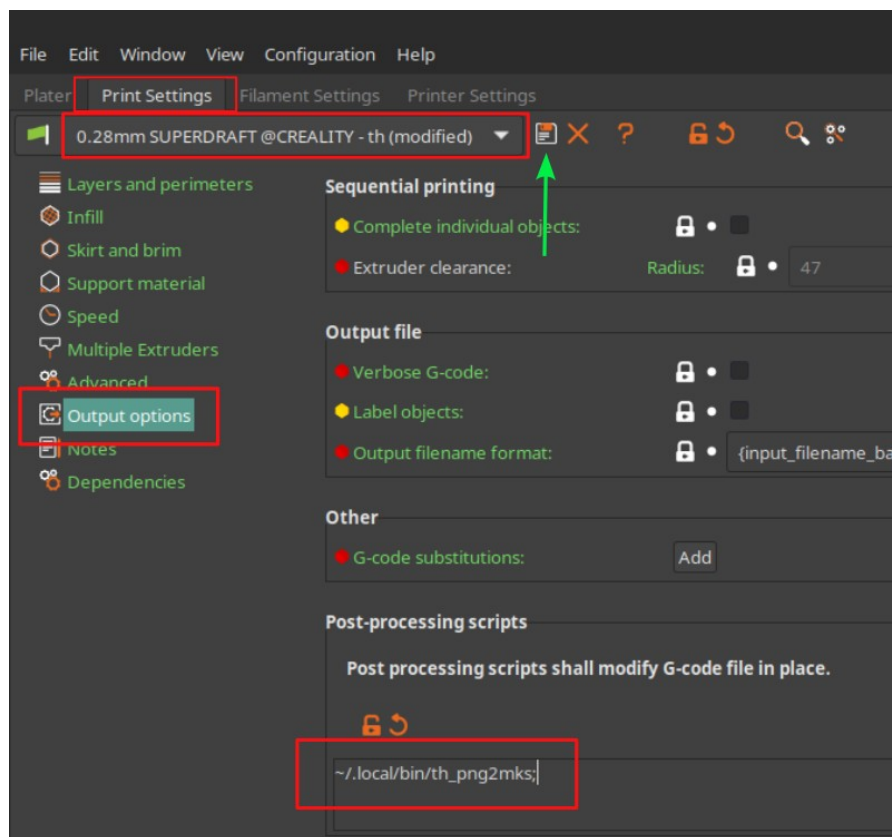 File Edit Window View Configuration Help
Plater Print Settings Filament Settings Printer Settings
0.28mm SUPERDRAFT @CREALITY - th (modified)
Layers and perimeters
Infill
Skirt and brim
Support material
Speed
Multiple Extruders
Advanced
Output options
Notes
Dependencies
Sequential printing
Complete individual objects:
Extruder clearance: Radius: 47
Output file
Verbose G-code:
Label objects:
Output filename format: {input_filename_ba
Other
G-code substitutions: Add
Post-processing scripts
Post processing scripts shall modify G-code file in place.
~/.local/bin/th_png2mks;